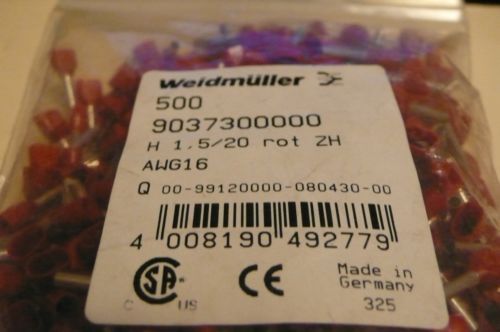 Weidmüller
500
9037300000
H 1,5/20 rot ZH
AWG16
Q 00-99120000-080430-00
4 008190 492779
SA
C US
CE
Made in
Germany
325